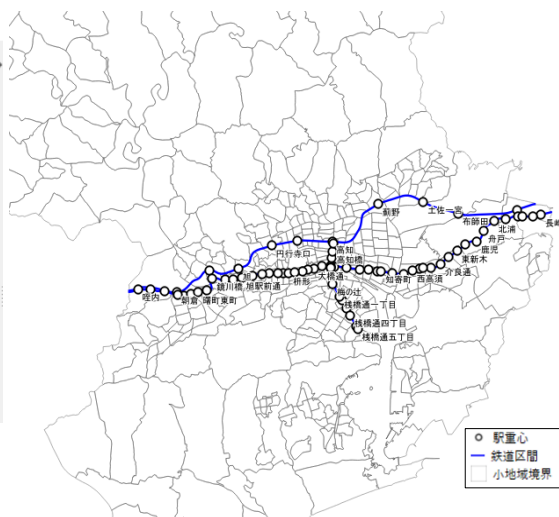 薊野
土佐一宮
布師田
長崎
北浦
舟戸
鹿児
東新木
介良通
西高須
知寄町
高知
高知橋
円行寺口
大橋通
枡形
旭
旭駅前通
鏡川橋
曙町東町
朝倉
咥内
梅の辻
桟橋通一丁目
桟橋通四丁目
桟橋通五丁目
駅重心
鉄道区間
小地域境界